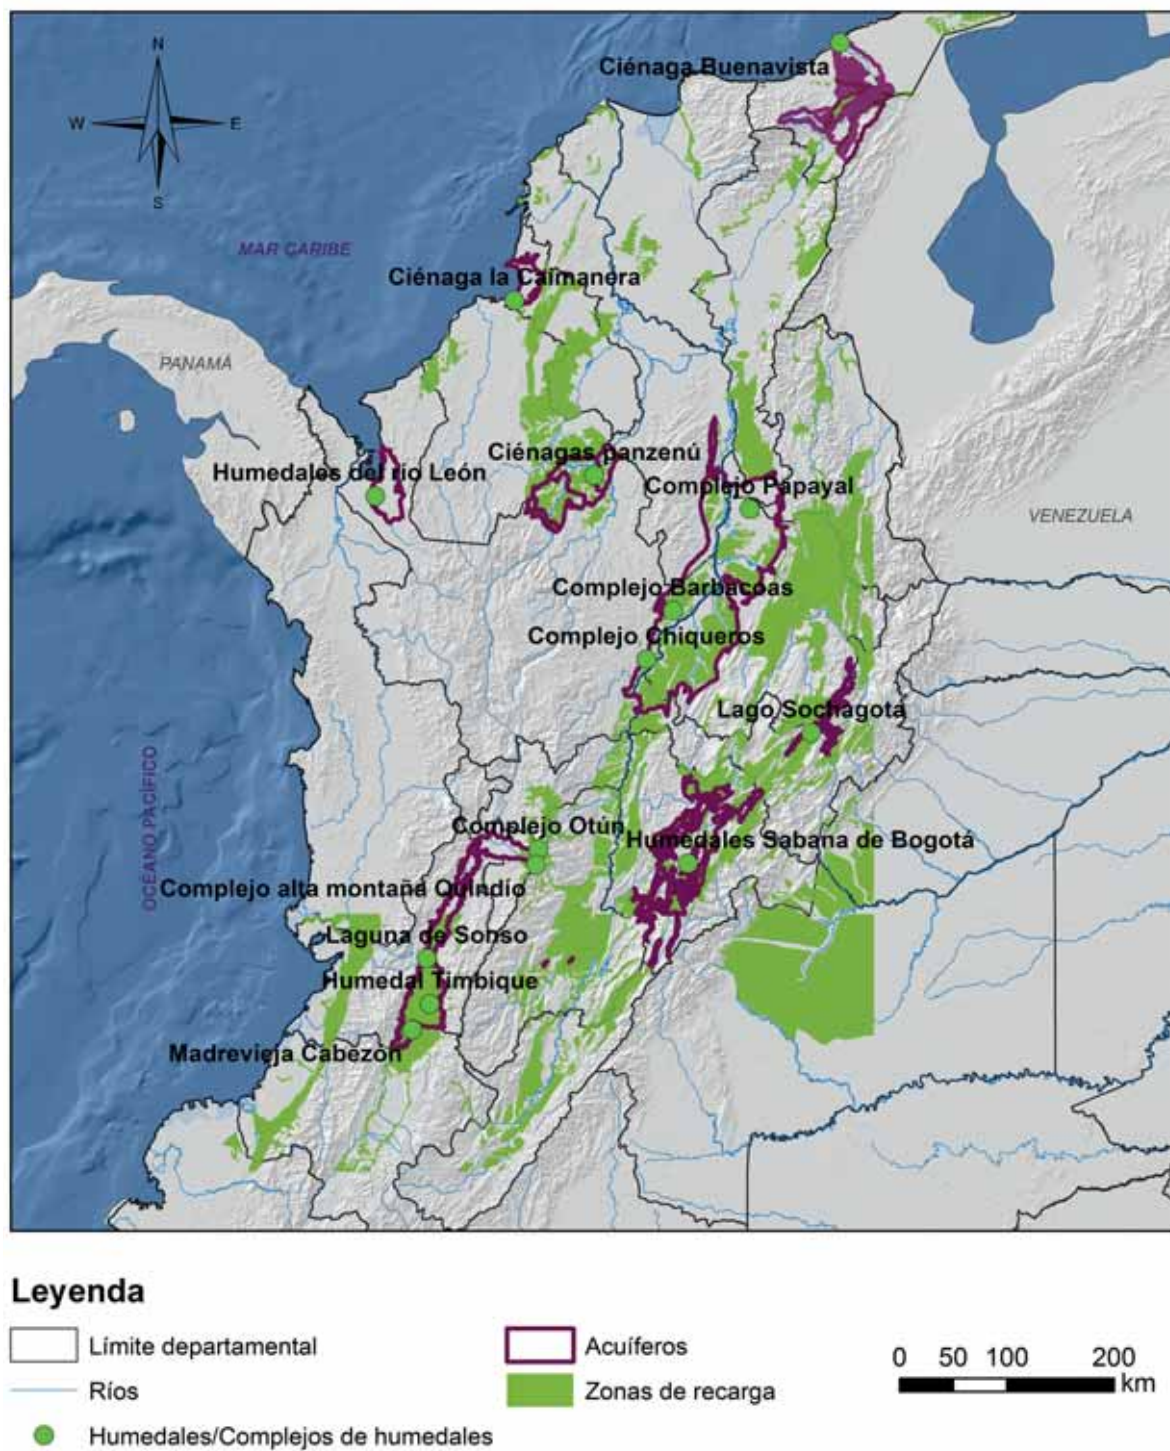 N
W E
S
Ciénaga Buenavista
MAR CARIBE
Ciénaga la Caimanera
PANAMÁ
Ciénagas panzenú
Humedales del río León
Complejo Papayal
VENEZUELA
Complejo Barbacoas
Complejo Chiqueros
Lago Sochagota
OCÉANO PACÍFICO
Complejo Otún
Humedales Sabana de Bogotá
Complejo alta montaña Quindío
Laguna de Sonso
Humedal Timbique
Madrevieja Cabezón
Leyenda
Límite departamental
Ríos
Humedales/Complejos de humedales
Acuíferos
Zonas de recarga
0 50 100 200
km